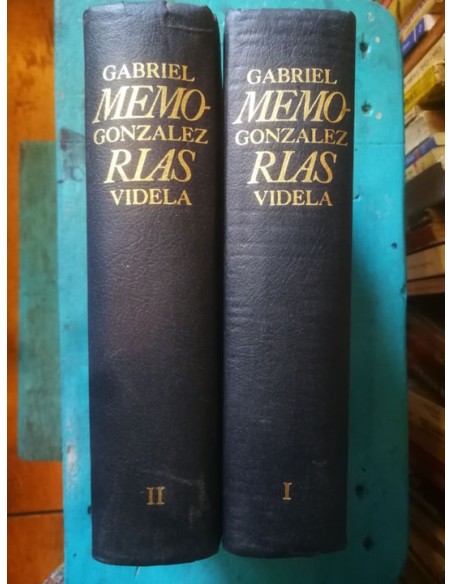 GABRIEL
MEMO-
GONZALEZ
RIAS
VIDELA
II
GABRIEL
MEMO-
GONZALEZ
RIAS
VIDELA
I